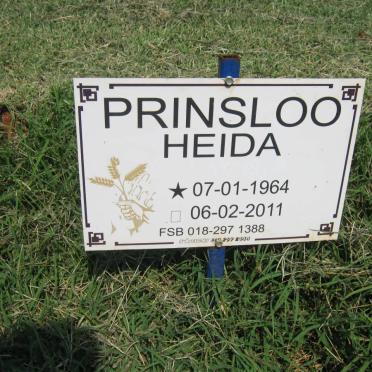 PRINSLOO
HEIDA
★ 07-01-1964
□ 06-02-2011
FSB 018-297 1388